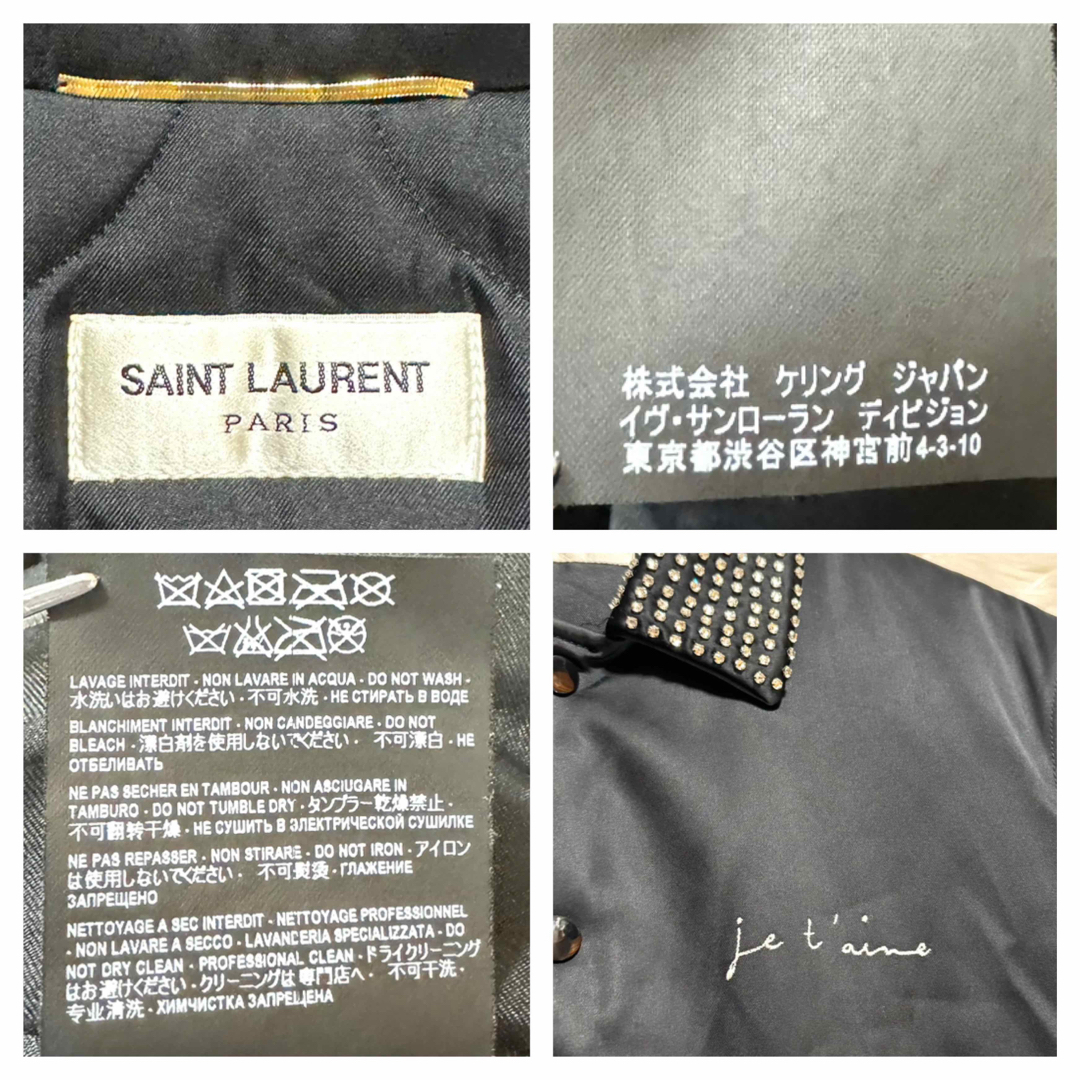 SAINT LAURENT
PARIS
株式会社 ケリング ジャパン
イヴ・サンローラン ディビジョン
東京都渋谷区神宮前4-3-10
LAVAGE INTERDIT - NON LAVARE IN ACQUA - DO NOT WASH -
水洗いはお避けください - 不可水洗 - НЕ СТИРАТЬ В ВОДЕ
BLANCHIMENT INTERDIT - NON CANDEGGIARE - DO NOT
BLEACH - 漂白剤を使用しないでください - 不可漂白 - НЕ
ОТБЕЛИВАТЬ
NE PAS SECHER EN TAMBOUR - NON ASCIUGARE IN
TAMBURO - DO NOT TUMBLE DRY - タンブラー乾燥禁止 -
不可翻转干燥 - НЕ СУШИТЬ В ЭЛЕКТРИЧЕСКОЙ СУШИЛКЕ
NE PAS REPASSER - NON STIRARE - DO NOT IRON - アイロン
は使用しないでください - 不可熨烫 - ГЛАЖЕНИЕ
ЗАПРЕЩЕНО
NETTOYAGE A SEC INTERDIT - NETTOYAGE PROFESSIONNEL
- NON LAVARE A SECCO - LAVANDERIA SPECIALIZZATA - DO
NOT DRY CLEAN - PROFESSIONAL CLEAN - ドライクリーニング
はお避けください - クリーニングは 専門店へ - 不可干洗 -
专业清洗 - ХИМЧИСТКА ЗАПРЕЩЕНА
je t'aime